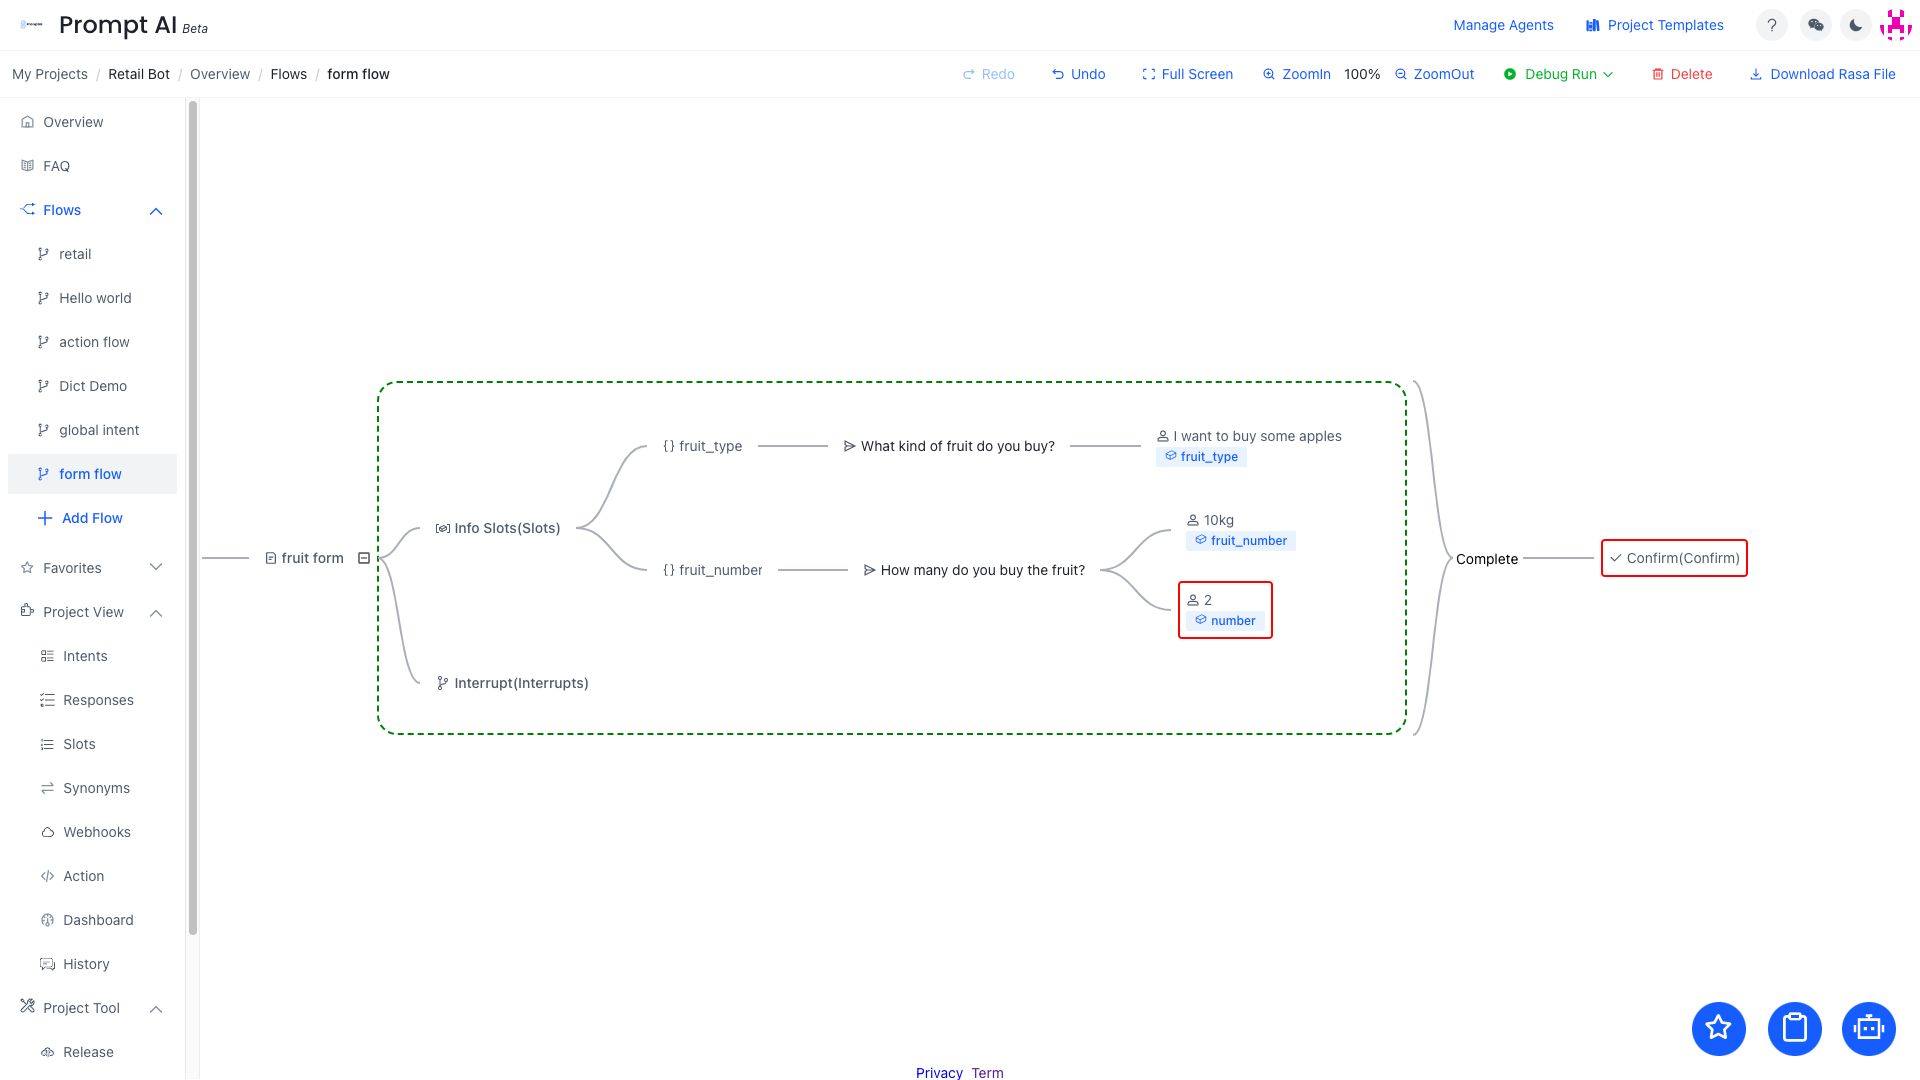 Prompt AI Beta
Manage Agents
Project Templates
?
My Projects / Retail Bot / Overview / Flows / form flow
Redo
Undo
Full Screen
ZoomIn
100%
ZoomOut
Debug Run
Delete
Download Rasa File
Overview
FAQ
Flows
retail
Hello world
action flow
Dict Demo
global intent
form flow
Add Flow
Favorites
Project View
Intents
Responses
Slots
Synonyms
Webhooks
Action
Dashboard
History
Project Tool
Release
fruit form
Info Slots(Slots)
{} fruit_type
What kind of fruit do you buy?
I want to buy some apples
fruit_type
{} fruit_number
How many do you buy the fruit?
10kg
fruit_number
2
number
Interrupt(Interrupts)
Complete
Confirm(Confirm)
Privacy Term